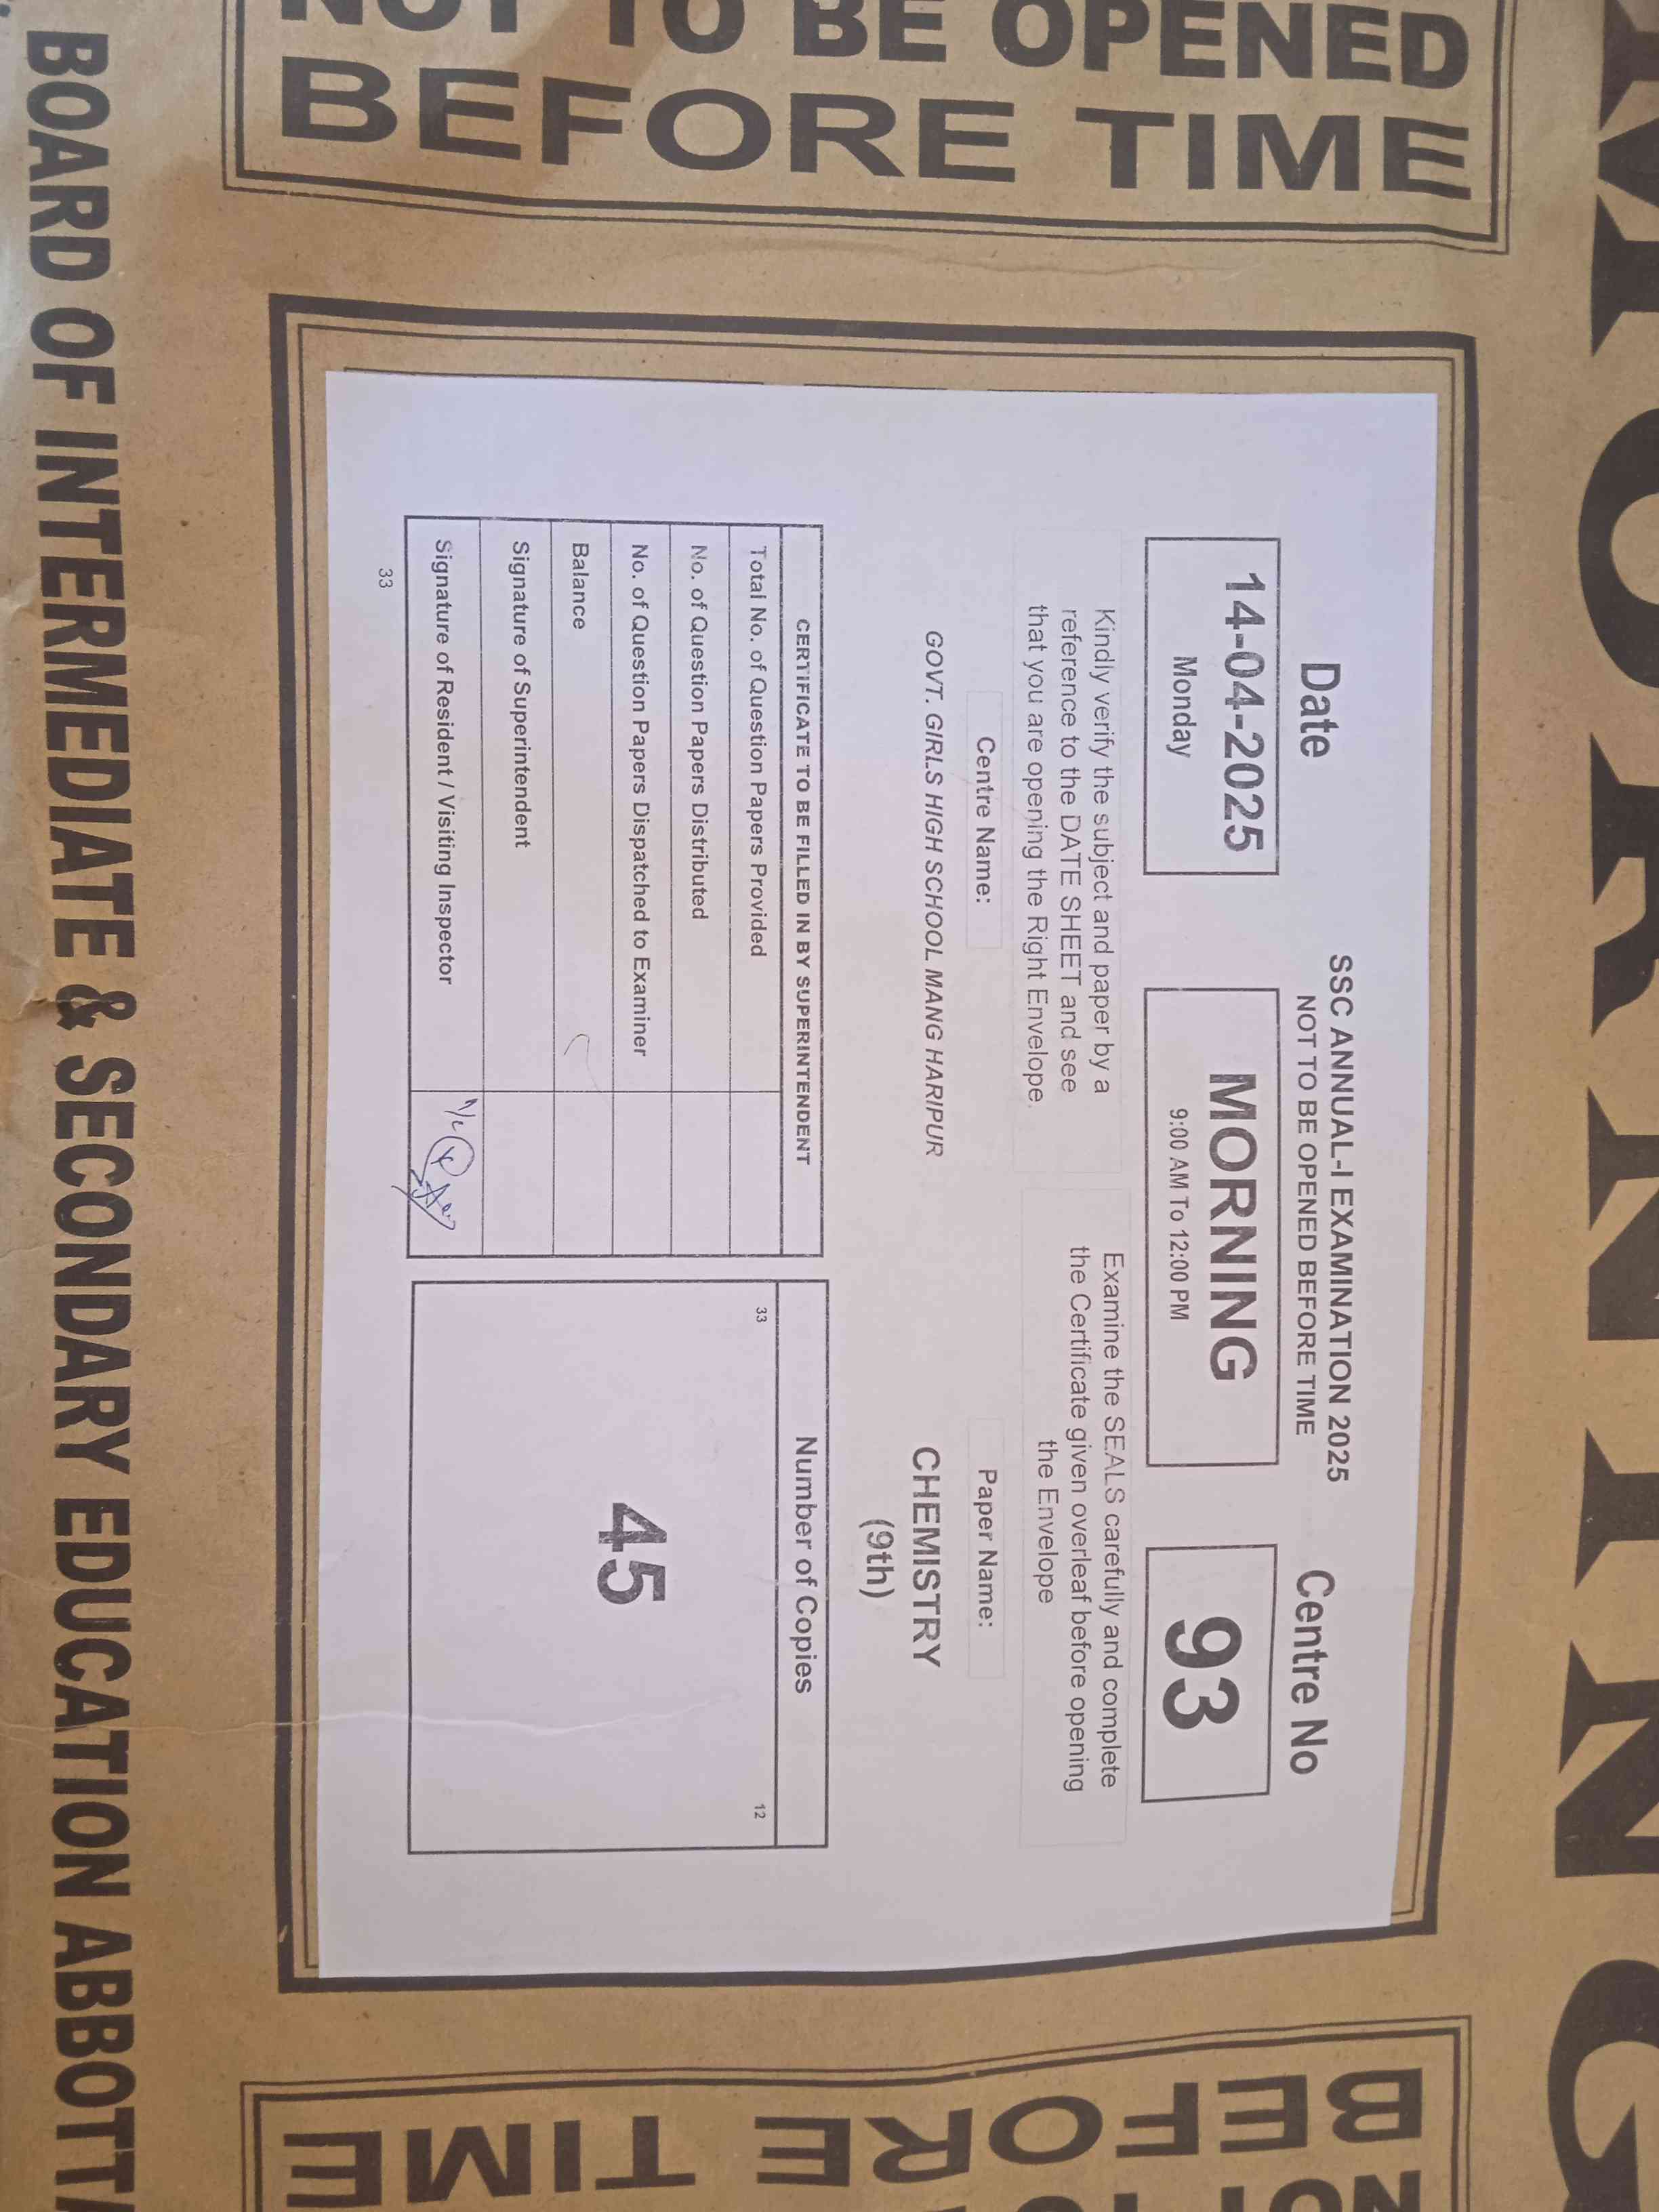 NOT TO BE OPENED
BEFORE TIME
MORNING
SSC ANNUAL-I EXAMINATION 2025
NOT TO BE OPENED BEFORE TIME
Date
Centre No
14-04-2025
Monday
MORNING
9:00 AM To 12:00 PM
93
Kindly verify the subject and paper by a
reference to the DATE SHEET and see
that you are opening the Right Envelope.
Examine the SEALS carefully and complete
the Certificate given overleaf before opening
the Envelope
Centre Name:
Paper Name:
GOVT. GIRLS HIGH SCHOOL MANG HARIPUR
CHEMISTRY
(9th)
CERTIFICATE TO BE FILLED IN BY SUPERINTENDENT
Total No. of Question Papers Provided
No. of Question Papers Distributed
No. of Question Papers Dispatched to Examiner
Balance
Signature of Superintendent
Signature of Resident / Visiting Inspector
33
Number of Copies
33
12
45
BEFORE TIME
BOARD OF INTERMEDIATE & SECONDARY EDUCATION ABBOTTA